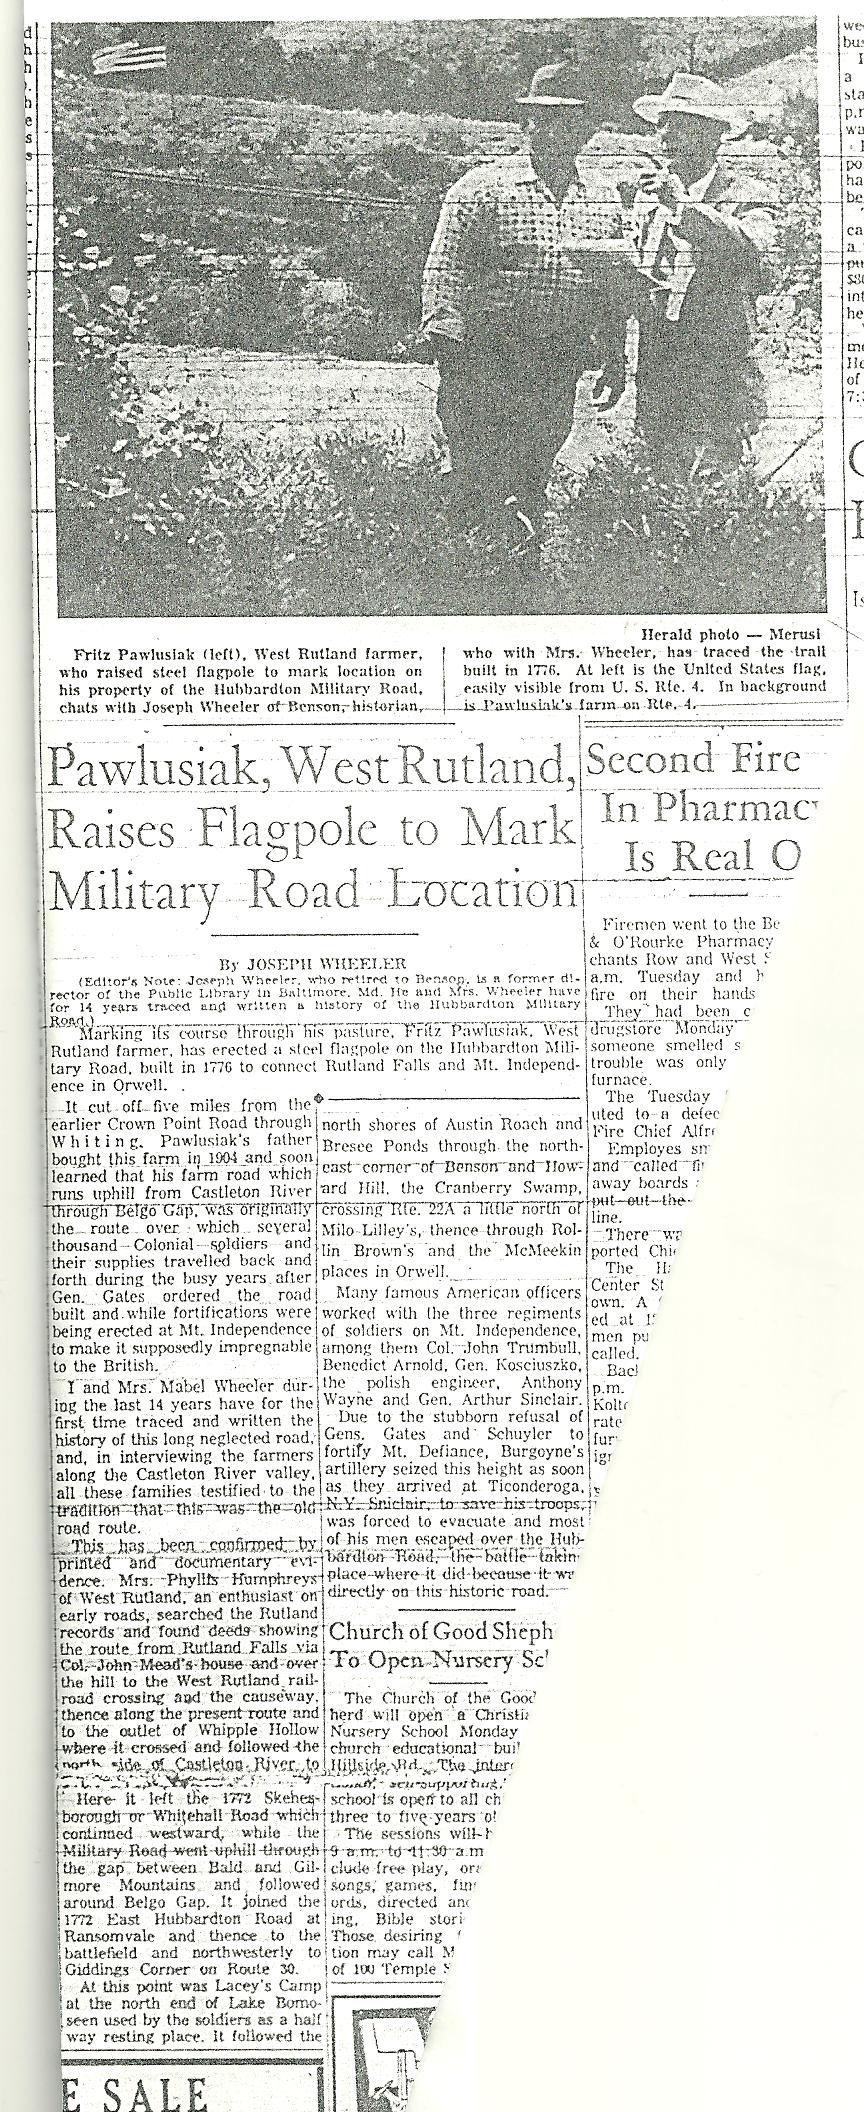 Herald photo — Merusi
Fritz Pawlusiak (left), West Rutland farmer,
who raised steel flagpole to mark location on
his property of the Hubbardton Military Road,
chats with Joseph Wheeler of Benson, historian,
who with Mrs. Wheeler, has traced the trail
built in 1776. At left is the United States flag,
easily visible from U. S. Rte. 4. In background
is Pawlusiak's farm on Rte. 4.
Pawlusiak, West Rutland,
Raises Flagpole to Mark
Military Road Location
By JOSEPH WHEELER
(Editor's Note: Joseph Wheeler, who retired to Benson, is a former di-
rector of the Public Library in Baltimore, Md. He and Mrs. Wheeler have
for 14 years traced and written a history of the Hubbardton Military
Road.)
Marking its course through his pasture, Fritz Pawlusiak, West
Rutland farmer, has erected a steel flagpole on the Hubbardton Mili-
tary Road, built in 1776 to connect Rutland Falls and Mt. Independ-
ence in Orwell.
It cut off five miles from the
earlier Crown Point Road through
Whiting. Pawlusiak's father
bought this farm in 1904 and soon
learned that his farm road which
runs uphill from Castleton River
through Belgo Gap, was originally
the route over which several
thousand Colonial soldiers and
their supplies travelled back and
forth during the busy years after
Gen. Gates ordered the road
built and while fortifications were
being erected at Mt. Independence
to make it supposedly impregnable
to the British.
I and Mrs. Mabel Wheeler dur-
ing the last 14 years have for the
first time traced and written the
history of this long neglected road,
and, in interviewing the farmers
along the Castleton River valley,
all these families testified to the
tradition that this was the old
road route.
This has been confirmed by
printed and documentary evi-
dence. Mrs. Phyllis Humphreys
of West Rutland, an enthusiast on
early roads, searched the Rutland
records and found deeds showing
the route from Rutland Falls via
Col. John Mead's house and over
the hill to the West Rutland rail-
road crossing and the causeway,
thence along the present route and
to the outlet of Whipple Hollow
where it crossed and followed the
north side of Castleton River to
Here it left the 1772 Skenes-
borough or Whitehall Road which
continued westward, while the
Military Road went uphill through
the gap between Bald and Gil-
more Mountains and followed
around Belgo Gap. It joined the
1772 East Hubbardton Road at
Ransomvale and thence to the
battlefield and northwesterly to
Giddings Corner on Route 30.
At this point was Lacey's Camp
at the north end of Lake Bomo-
seen used by the soldiers as a half
way resting place. It followed the
north shores of Austin Roach and
Bresee Ponds through the north-
east corner of Benson and How-
ard Hill, the Cranberry Swamp,
crossing Rte. 22A a little north of
Milo Lilley's, thence through Rol-
lin Brown's and the McMeekin
places in Orwell.
Many famous American officers
worked with the three regiments
of soldiers on Mt. Independence,
among them Col. John Trumbull,
Benedict Arnold, Gen. Kosciuszko,
the polish engineer, Anthony
Wayne and Gen. Arthur Sinclair.
Due to the stubborn refusal of
Gens. Gates and Schuyler to
fortify Mt. Defiance, Burgoyne's
artillery seized this height as soon
as they arrived at Ticonderoga,
N.Y. Sniclair, to save his troops,
was forced to evacuate and most
of his men escaped over the Hub-
bardton Road, the battle takin
place where it did because it we
directly on this historic road.
Church of Good Sheph
To Open Nursery Sc
The Church of the Good
herd will open a Christi
Nursery School Monday
church educational buil
Hillside Rd. The inter
self-supporting,
school is open to all ch
three to five years ol
The sessions will
9 a.m. to 11:30 a.m
clude free play, or
songs, games, fin
ords, directed and
ing, Bible stori
Those desiring
tion may call M
of 100 Temple S
Second Fire
In Pharmac
Is Real O
Firemen went to the Be
& O'Rourke Pharmacy
chants Row and West S
a.m. Tuesday and h
fire on their hands
They had been c
drugstore Monday
someone smelled s
trouble was only
furnace.
The Tuesday
uted to a defec
Fire Chief Alfr
Employes sm
and called fi
away boards
put out the
line.
There wa
ported Chie
The Ha
Center St
own. A
ed at 1
men pu
called.
Bac
p.m.
Kolt
rate
fur
ig
E SALE